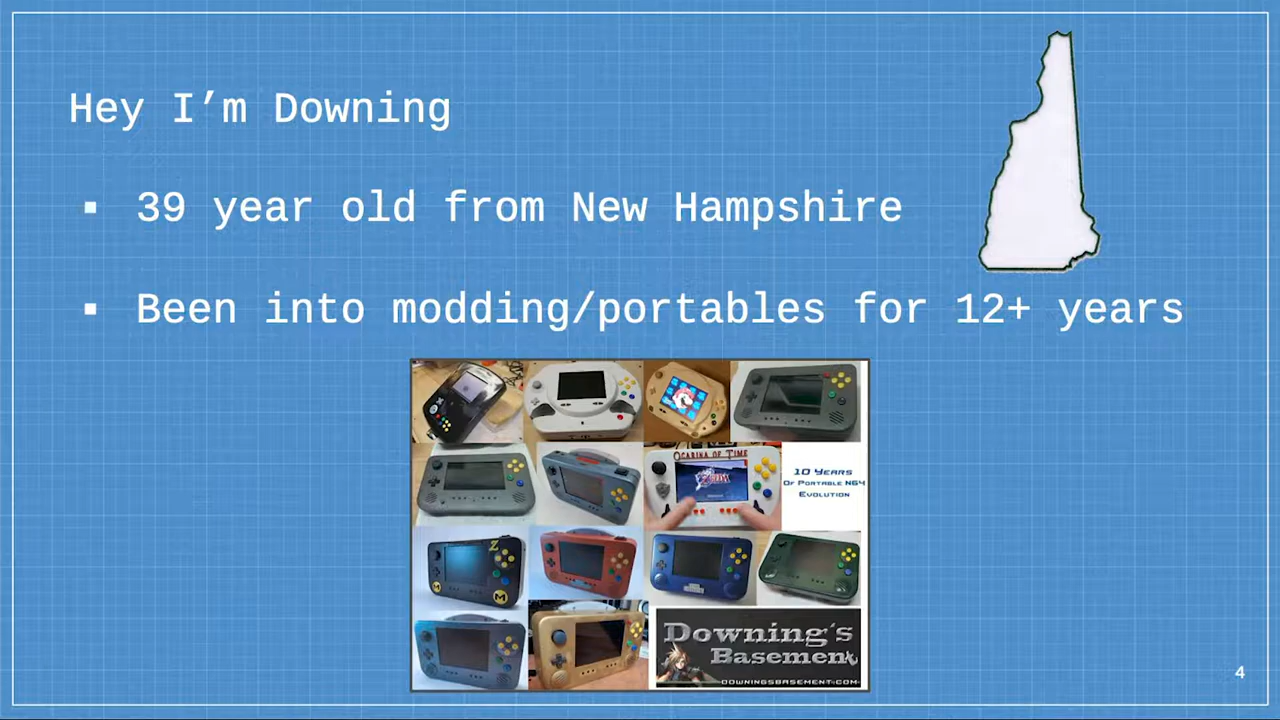 Hey I’m Downing
▪ 39 year old from New Hampshire
▪ Been into modding/portables for 12+ years
Ocarina of Time
Zelda
10 Years
Of Portable N64
Evolution
Z
M
M
Downing's
Basement
downingsbasement.com
4